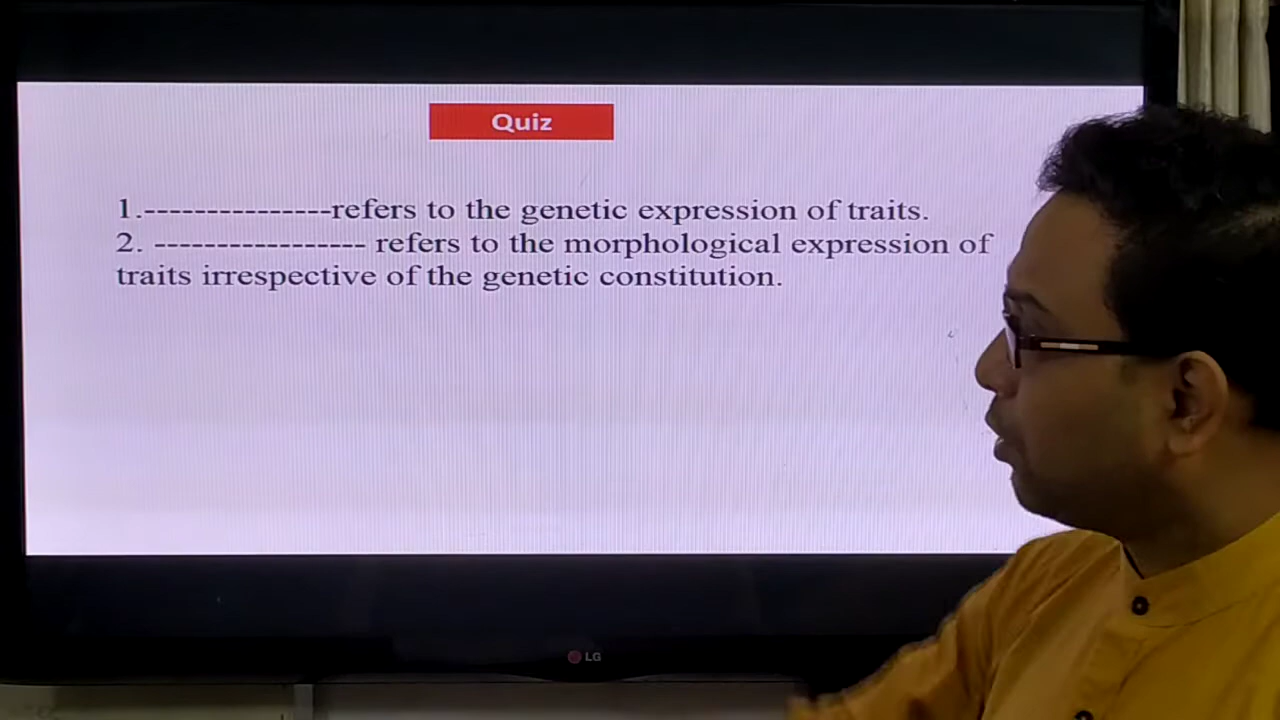 Quiz
1.---------------refers to the genetic expression of traits.
2. ----------------- refers to the morphological expression of
traits irrespective of the genetic constitution.
LG